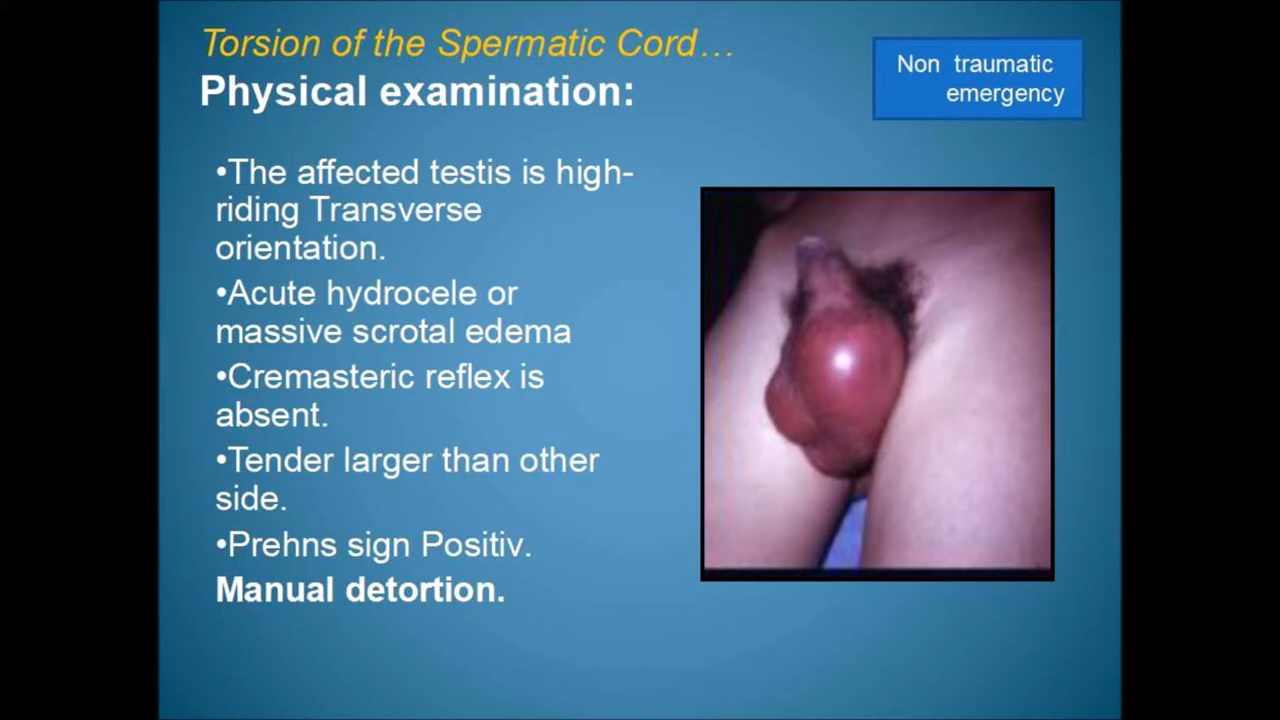 Torsion of the Spermatic Cord…
Physical examination:
Non traumatic
emergency
•The affected testis is high-
riding Transverse
orientation.
•Acute hydrocele or
massive scrotal edema
•Cremasteric reflex is
absent.
•Tender larger than other
side.
•Prehns sign Positiv.
Manual detortion.